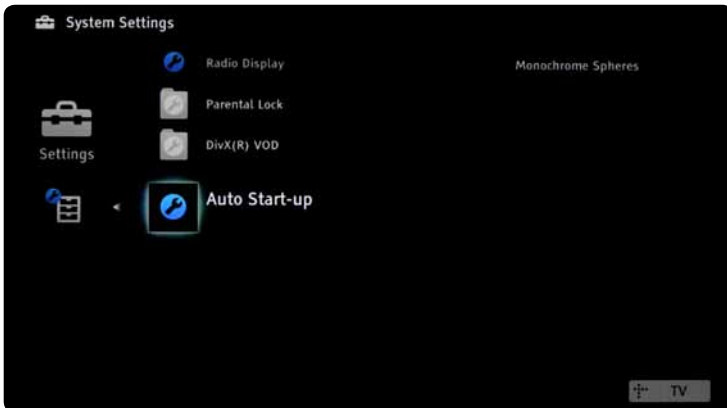 System Settings
Radio Display
Monochrome Spheres
Parental Lock
Settings
DivX(R) VOD
Auto Start-up
TV